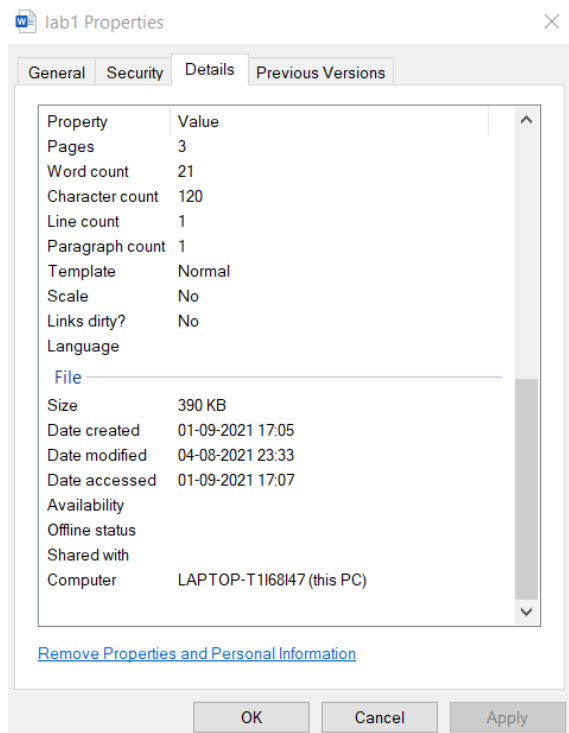 lab1 Properties
General Security Details Previous Versions
Property Value
Pages 3
Word count 21
Character count 120
Line count 1
Paragraph count 1
Template Normal
Scale No
Links dirty? No
Language
File
Size 390 KB
Date created 01-09-2021 17:05
Date modified 04-08-2021 23:33
Date accessed 01-09-2021 17:07
Availability
Offline status
Shared with
Computer LAPTOP-T1I68I47 (this PC)
Remove Properties and Personal Information
OK Cancel Apply